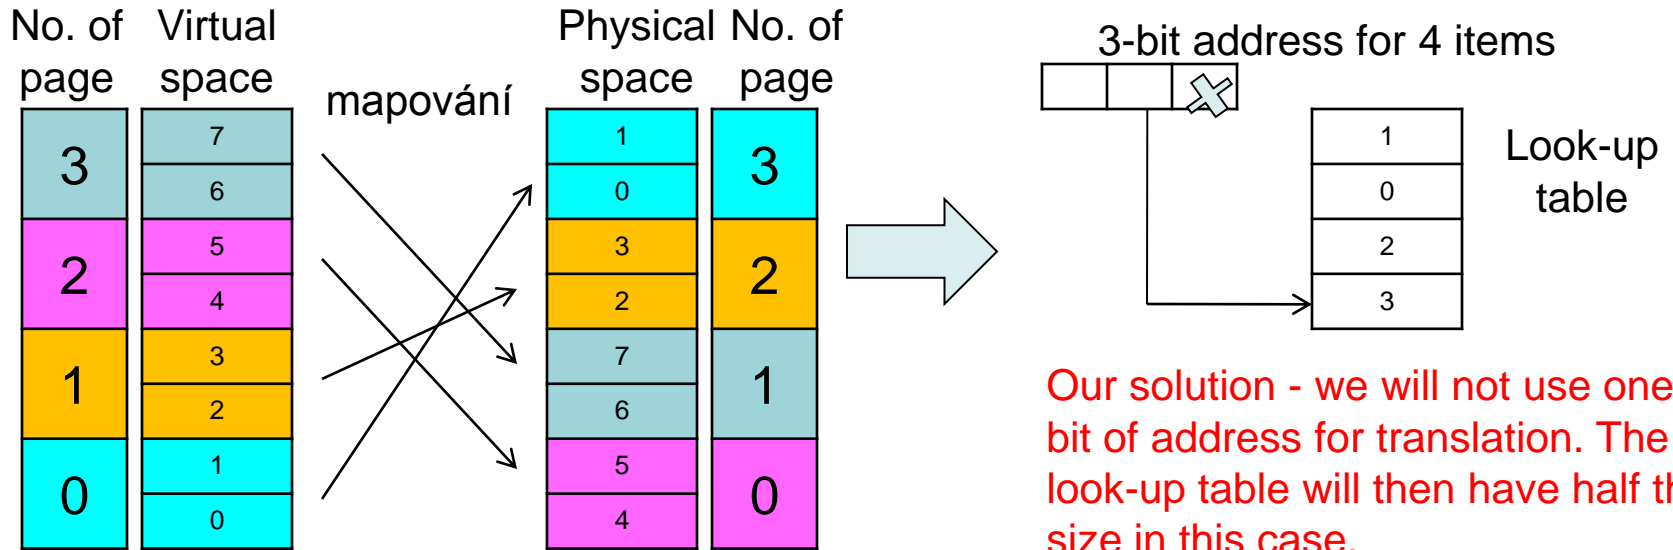 No. of
page
Virtual
space
mapování
Physical
space
No. of
page
3
2
1
0
7
6
5
4
3
2
1
0
1
0
3
2
7
6
5
4
3
2
1
0
3-bit address for 4 items
1
0
2
3
Look-up
table
Our solution - we will not use one
bit of address for translation. The
look-up table will then have half th
size in this case.